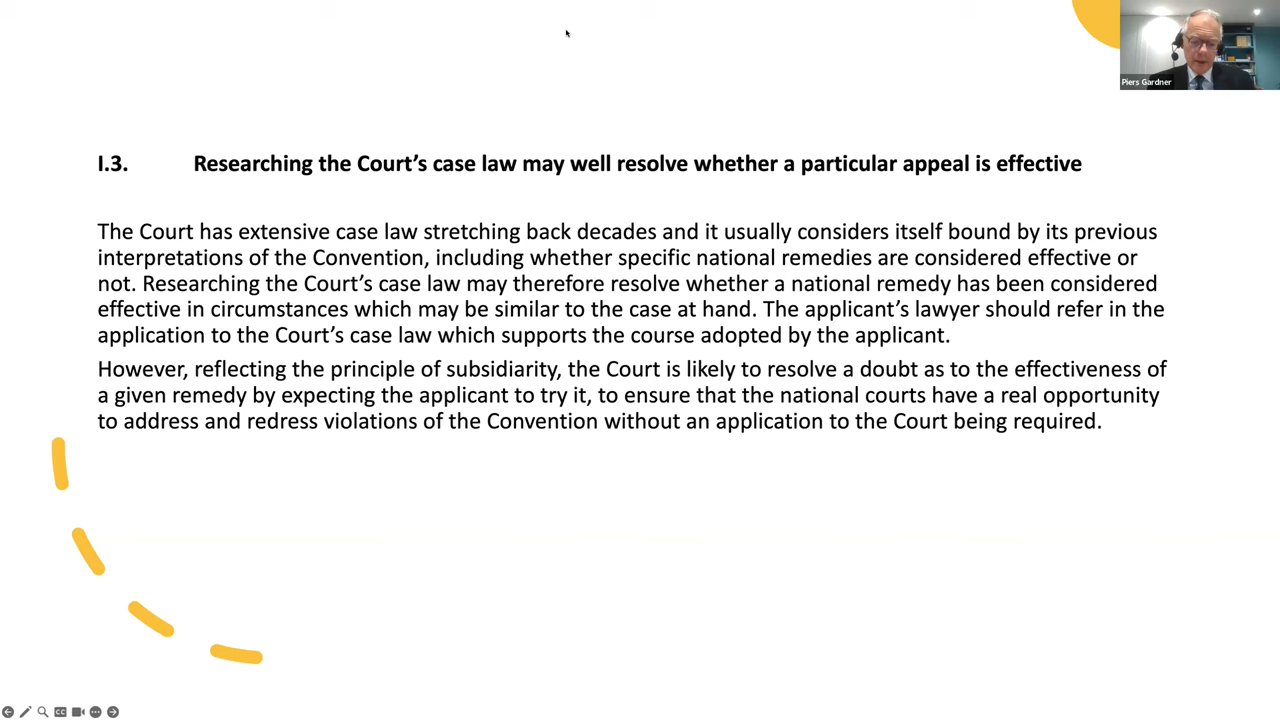 Piers Gardner
I.3. Researching the Court’s case law may well resolve whether a particular appeal is effective
The Court has extensive case law stretching back decades and it usually considers itself bound by its previous
interpretations of the Convention, including whether specific national remedies are considered effective or
not. Researching the Court’s case law may therefore resolve whether a national remedy has been considered
effective in circumstances which may be similar to the case at hand. The applicant’s lawyer should refer in the
application to the Court’s case law which supports the course adopted by the applicant.
However, reflecting the principle of subsidiarity, the Court is likely to resolve a doubt as to the effectiveness of
a given remedy by expecting the applicant to try it, to ensure that the national courts have a real opportunity
to address and redress violations of the Convention without an application to the Court being required.
CC